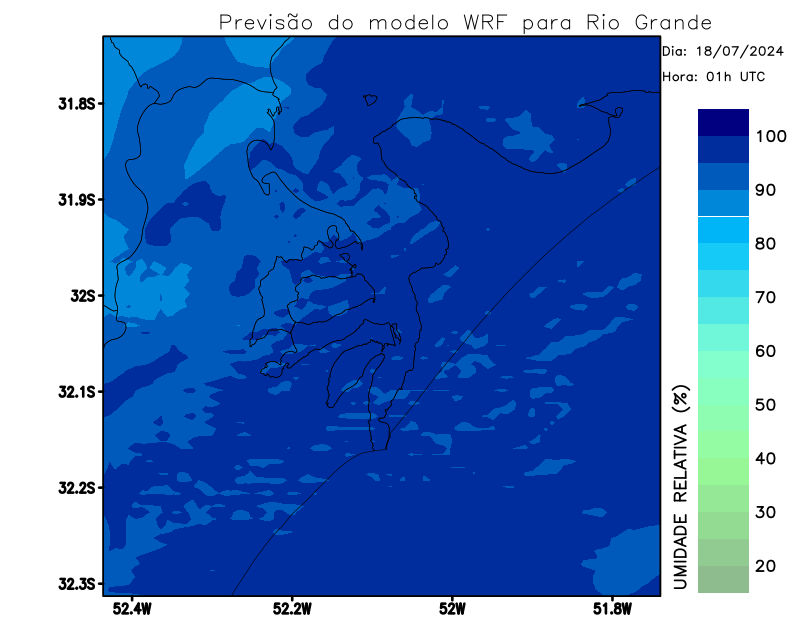 Previsão do modelo WRF para Rio Grande
Dia: 18/07/2024
Hora: 01h UTC
31.8S
31.9S
32S
32.1S
32.2S
32.3S
52.4W
52.2W
52W
51.8W
UMIDADE RELATIVA (%)
100
90
80
70
60
50
40
30
20